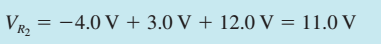 V_{R_2} = −4.0 V + 3.0 V + 12.0 V = 11.0 V